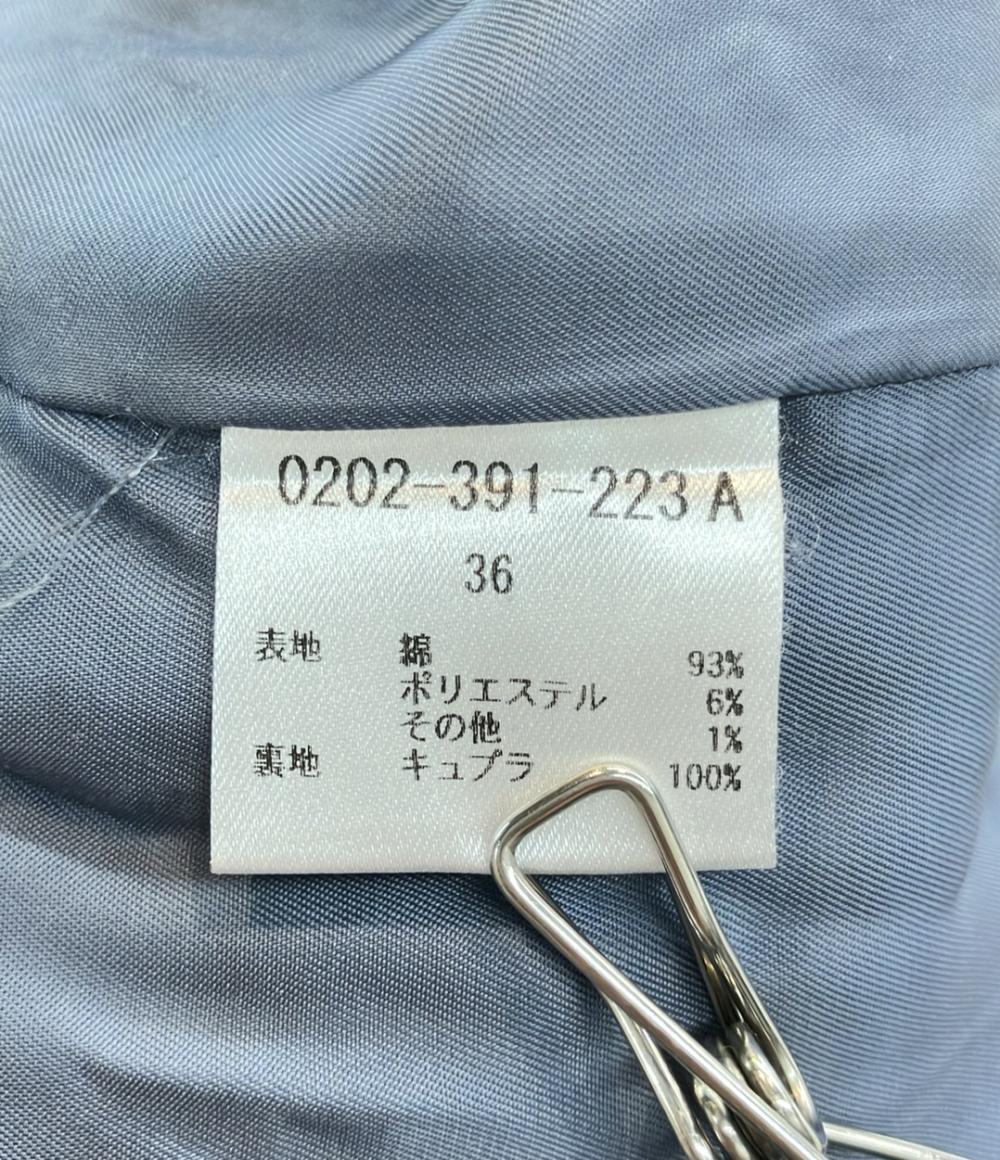 0202-391-223 A
36
表地 綿 93%
ポリエステル 6%
その他 1%
裏地 キュプラ 100%